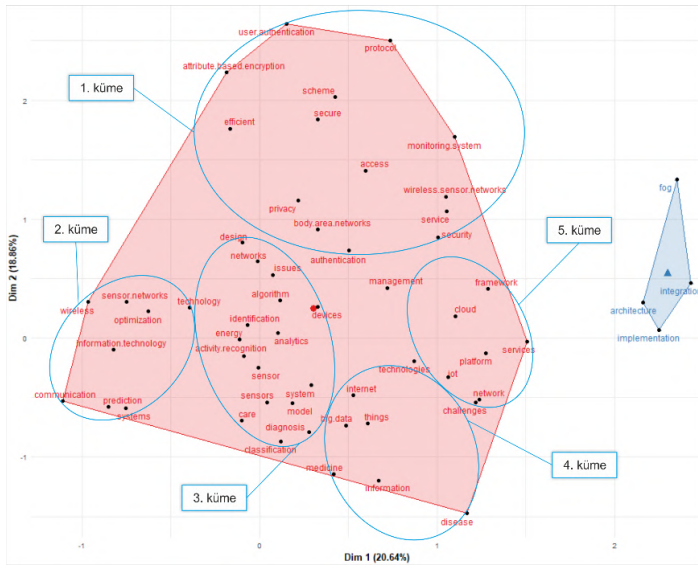 user.authentication
protocol
attribute.based.encryption
1. küme
scheme
efficient
secure
monitoring.system
access
wireless.sensor.networks
fog
privacy
service
2. küme
body.area.networks
security
5. küme
design
authentication
networks
issues
management
framework
integration
sensor.networks
technology
wireless
algorithm
devices
cloud
architecture
optimization
identification
energy
analytics
services
implementation
information.technology
activity.recognition
platform
technologies
sensor
iot
communication
prediction
systems
sensors
system
internet
network
challenges
care
model
big.data
things
diagnosis
classification
3. küme
4. küme
medicine
information
disease
Dim 2 (18.86%)
2
1
0
-1
-1
0
1
2
Dim 1 (20.64%)